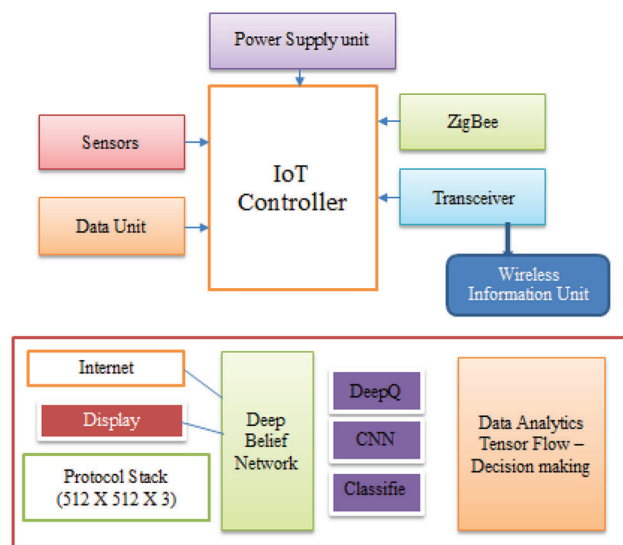 Power Supply unit
Sensors
ZigBee
IoT
Controller
Data Unit
Transceiver
Wireless
Information Unit
Internet
Display
Protocol Stack
(512 X 512 X 3)
Deep
Belief
Network
DeepQ
CNN
Classifie
Data Analytics
Tensor Flow –
Decision making